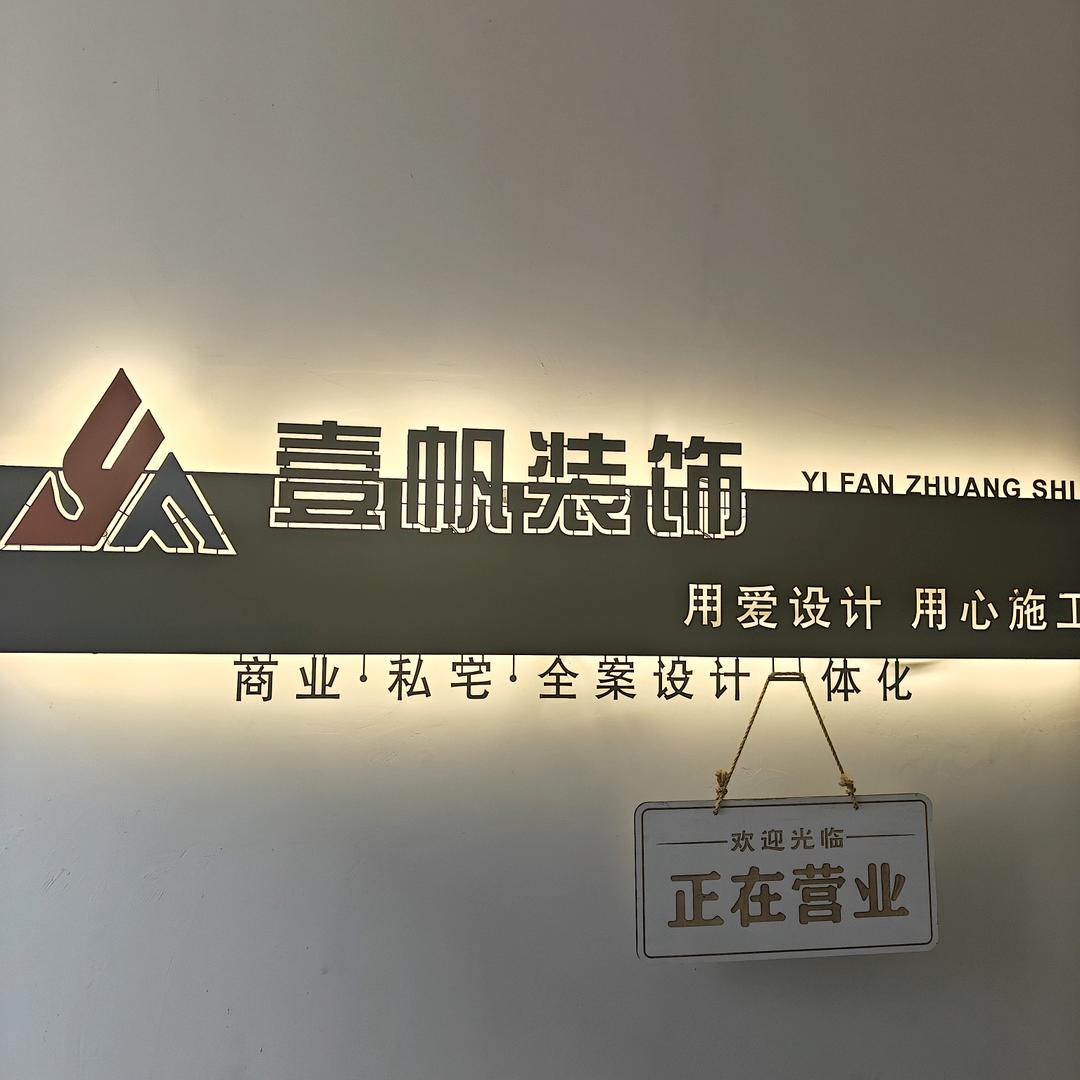 壹帆装饰
YI FAN ZHUANG SHI
用爱设计 用心施工
商业·私宅·全案设计一体化
欢迎光临
正在营业